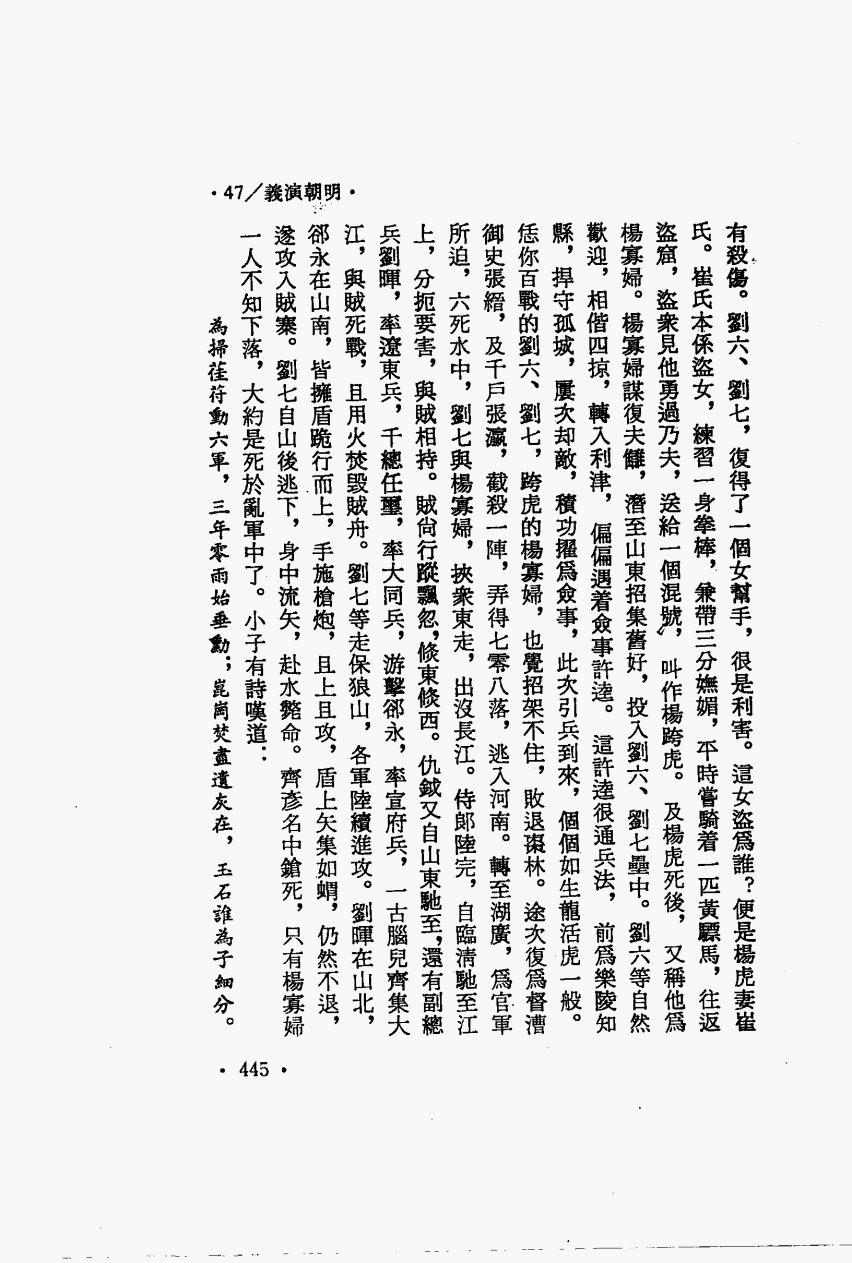 ·47／義演朝明·
有殺傷。劉六、劉七，復得了一個女幫手，很是利害。這女盜爲誰？便是楊虎妻崔
氏。崔氏本係盜女，練習一身拳棒，兼帶三分嫵媚，平時嘗騎着一匹黃驃馬，往返
盜窟，盜衆見他勇過乃夫，送給一個混號，叫作楊跨虎。及楊虎死後，又稱他爲
楊寡婦。楊寡婦謀復夫讎，潛至山東招集舊好，投入劉六、劉七壘中。劉六等自然
歡迎，相偕四掠，轉入利津，偏偏遇着僉事許逵。這許逵很通兵法，前爲樂陵知
縣，捍守孤城，屢次却敵，積功擢爲僉事，此次引兵到來，個個如生龍活虎一般。
恁你百戰的劉六、劉七，跨虎的楊寡婦，也覺招架不住，敗退棗林。途次復爲督漕
御史張縉，及千戶張瀛，截殺一陣，弄得七零八落，逃入河南。轉至湖廣，爲官軍
所迫，六死水中，劉七與楊寡婦，挾衆東走，出沒長江。侍郎陸完，自臨清馳至江
上，分扼要害，與賊相持。賊尙行蹤飄忽，倏東倏西。仇鉞又自山東馳至，還有副總
兵劉暉，率遼東兵，千總任璽，率大同兵，游擊郤永，率宣府兵，一古腦兒齊集大
江，與賊死戰，且用火焚毀賊舟。劉七等走保狼山，各軍陸續進攻。劉暉在山北，
郤永在山南，皆擁盾跪行而上，手施槍炮，且上且攻，盾上矢集如蝟，仍然不退，
遂攻入賊寨。劉七自山後逃下，身中流矢，赴水斃命。齊彥名中鎗死，只有楊寡婦
一人不知下落，大約是死於亂軍中了。小子有詩嘆道：
為掃萑苻動六軍，三年零雨始垂勳；崑崗焚盡遺灰在，玉石誰為子細分。
·445·